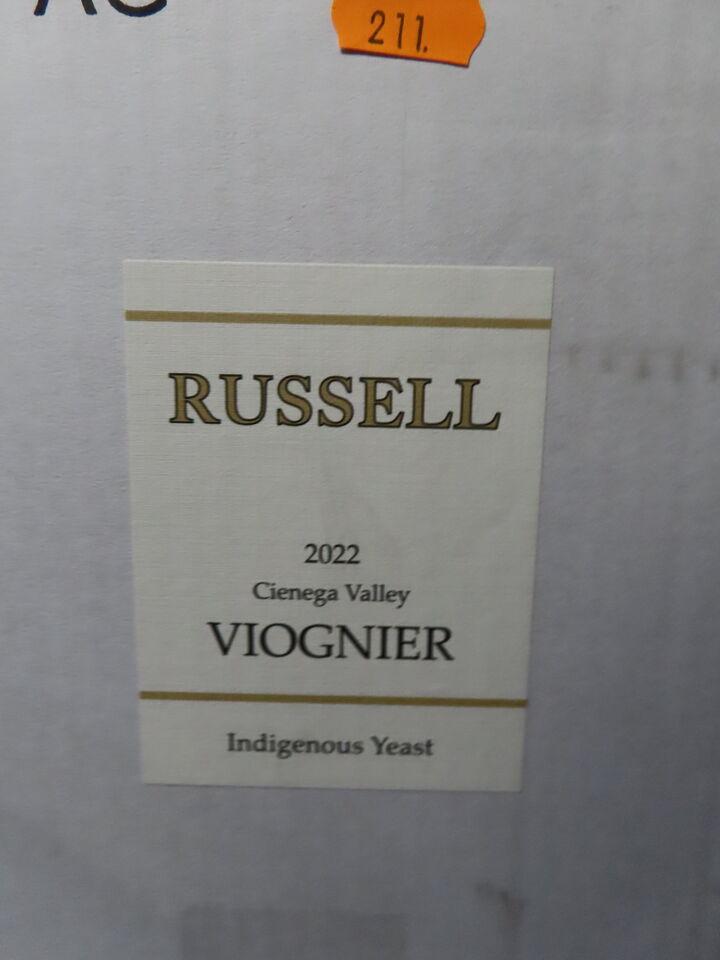 211.
RUSSELL
2022
Cienega Valley
VIOGNIER
Indigenous Yeast